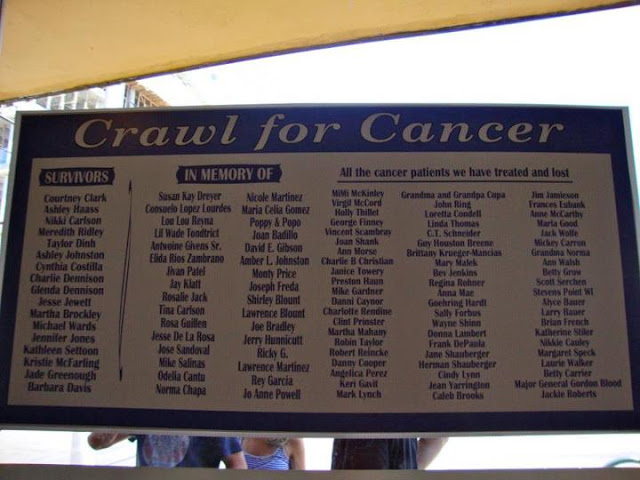 Crawl for Cancer
SURVIVORS
Courtney Clark
Ashley Haass
Nikki Carlson
Meredith Ridley
Taylor Dinh
Ashley Johnston
Cynthia Costilla
Charlie Dennison
Glenda Dennison
Jesse Jewett
Martha Brockley
Michael Wards
Jennifer Jones
Kathleen Settoon
Kristie McFarling
Jade Greenough
Barbara Davis
IN MEMORY OF
Susan Kay Dreyer
Consuelo Lopez Lourdes
Lou Lou Reyna
Lil Wade Tondtrict
Antwoine Givens Sr.
Elida Rios Zambrano
Jivan Patel
Jay Klatt
Rosalie Jack
Tina Carlson
Rosa Guillen
Jesse De La Rosa
Jose Sandoval
Mike Salinas
Odelia Cantu
Norma Chapa
Nicole Martinez
Maria Celia Gomez
Poppy & Popo
Joan Badillo
David E. Gibson
Amber L. Johnston
Monty Price
Joseph Freda
Shirley Blount
Lawrence Blount
Joe Bradley
Jerry Hunnicutt
Ricky G.
Lawrence Martinez
Rey Garcia
Jo Anne Powell
All the cancer patients we have treated and lost
MiMi McKinley
Virgil McCord
Holly Thillet
George Finney
Vincent Scambray
Joan Shank
Ann Morse
Charlie B Christian
Janice Towery
Preston Haun
Mike Gardner
Danni Caynor
Charlotte Rendine
Clint Prinster
Martha Mahany
Robin Taylor
Robert Reincke
Danny Cooper
Angelica Perez
Keri Gavit
Mark Lynch
Grandma and Grandpa Cupa
John Ring
Loretta Condell
Linda Thomas
C.T. Schneider
Guy Houston Breene
Brittany Krueger-Mancias
Mary Malek
Bev Jenkins
Regina Rohner
Anna Mae
Goehring Hardt
Sally Forbus
Wayne Shinn
Donna Lambert
Frank DePaula
Jane Shauberger
Herman Shauberger
Cindy Lynn
Jean Yarrington
Caleb Brooks
Jim Jamieson
Frances Eubank
Anne McCarthy
Maria Good
Jack Wolfe
Mickey Carron
Grandma Norma
Ann Walsh
Betty Grow
Scott Serchen
Stevens Point WI
Alyce Bauer
Larry Bauer
Brian French
Katherine Stiler
Nikkie Cauley
Margaret Speck
Laurie Walker
Betty Carrier
Major General Gordon Blood
Jackie Roberts